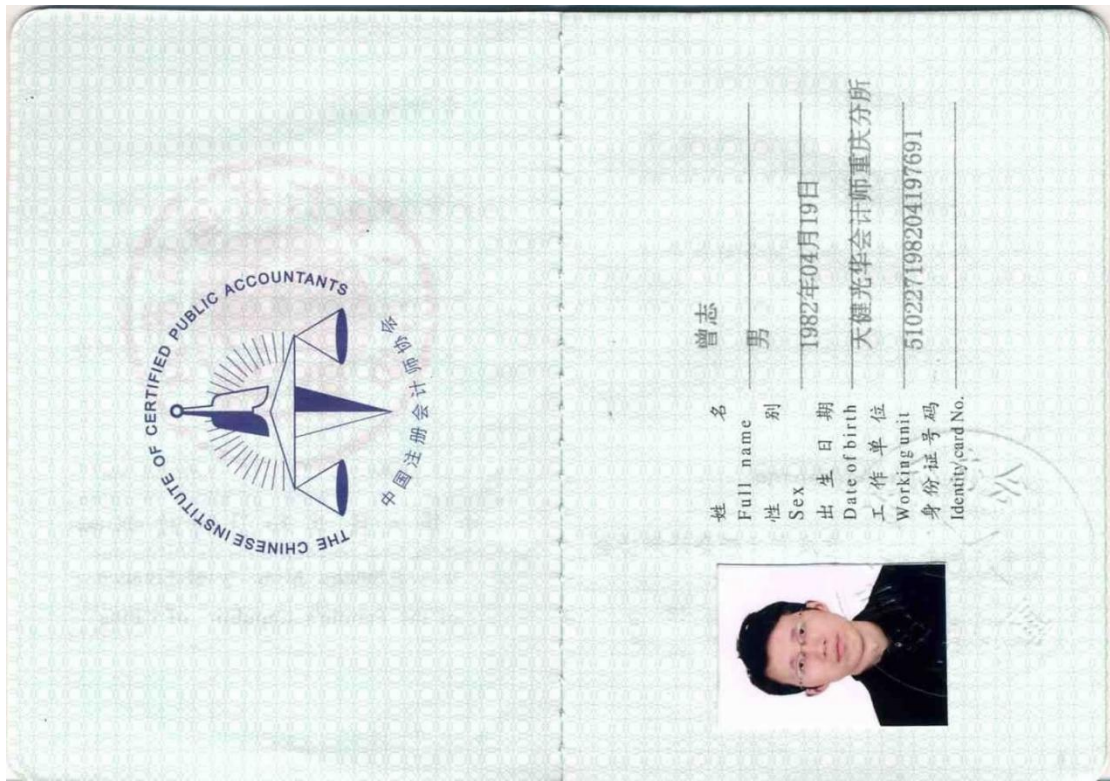 THE CHINESE INSTITUTE OF CERTIFIED PUBLIC ACCOUNTANTS
中国注册会计师协会
姓 名 曾志
Full name
性 别 男
Sex
出 生 日 期 1982年04月19日
Date of birth
工 作 单 位 天健光华会计师重庆分所
Working unit
身 份 证 号 码 510227198204197691
Identity card No.